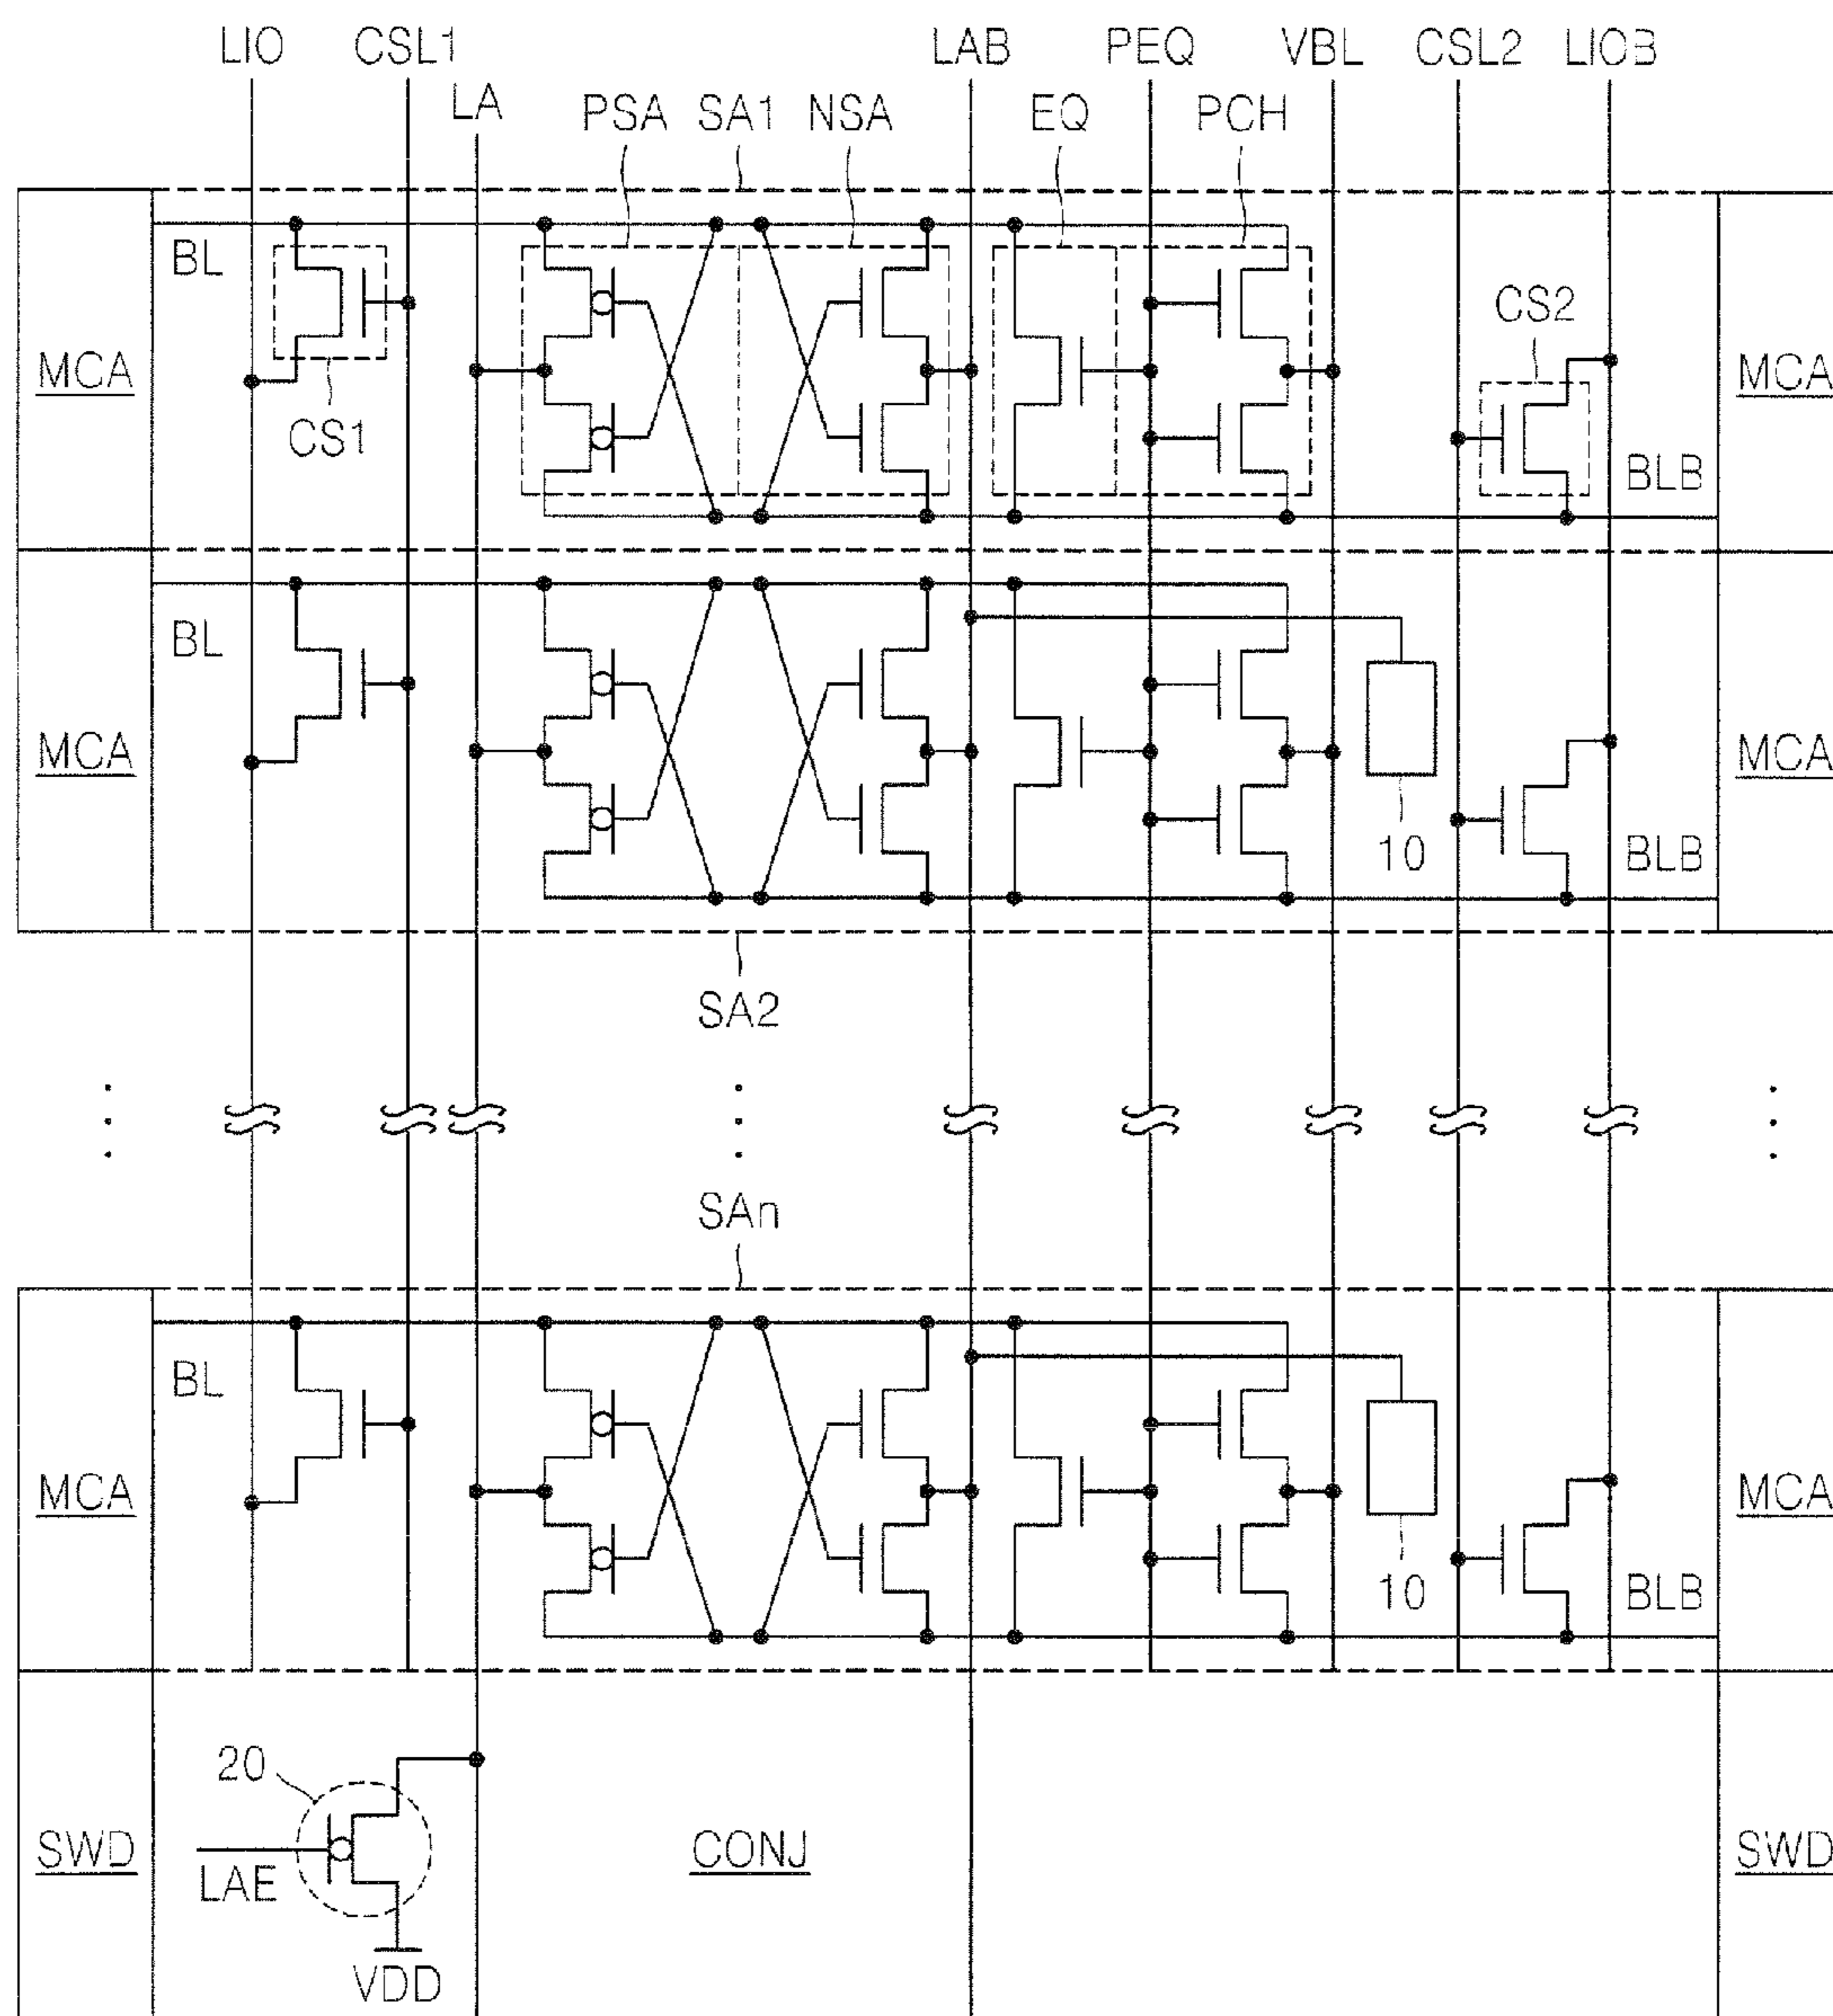 LIO CSL1 LAB PEQ VBL CSL2 LIOB
LA PSA SA1 NSA EQ PCH
BL
CS2
MCA MCA
CS1
BLB
BL
MCA MCA
10 BLB
SA2
SAn
BL
MCA MCA
10 BLB
20
SWD CONJ SWD
LAE
VDD